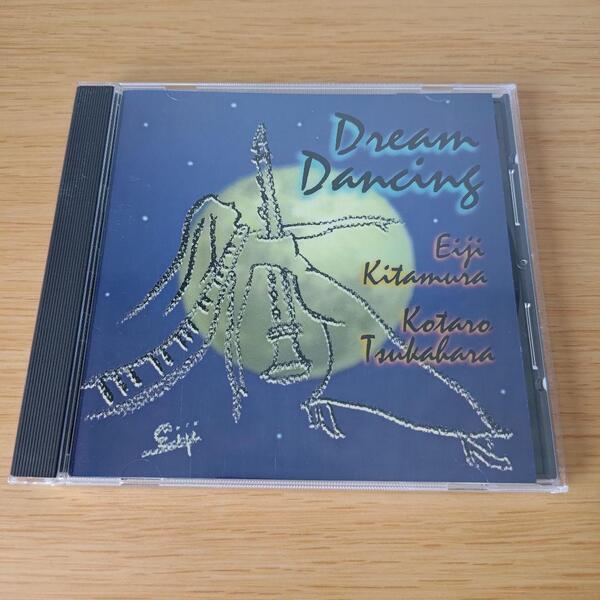 Dream
Dancing
Eiji
Kitamura
Kotaro
Tsukahara
Eiji